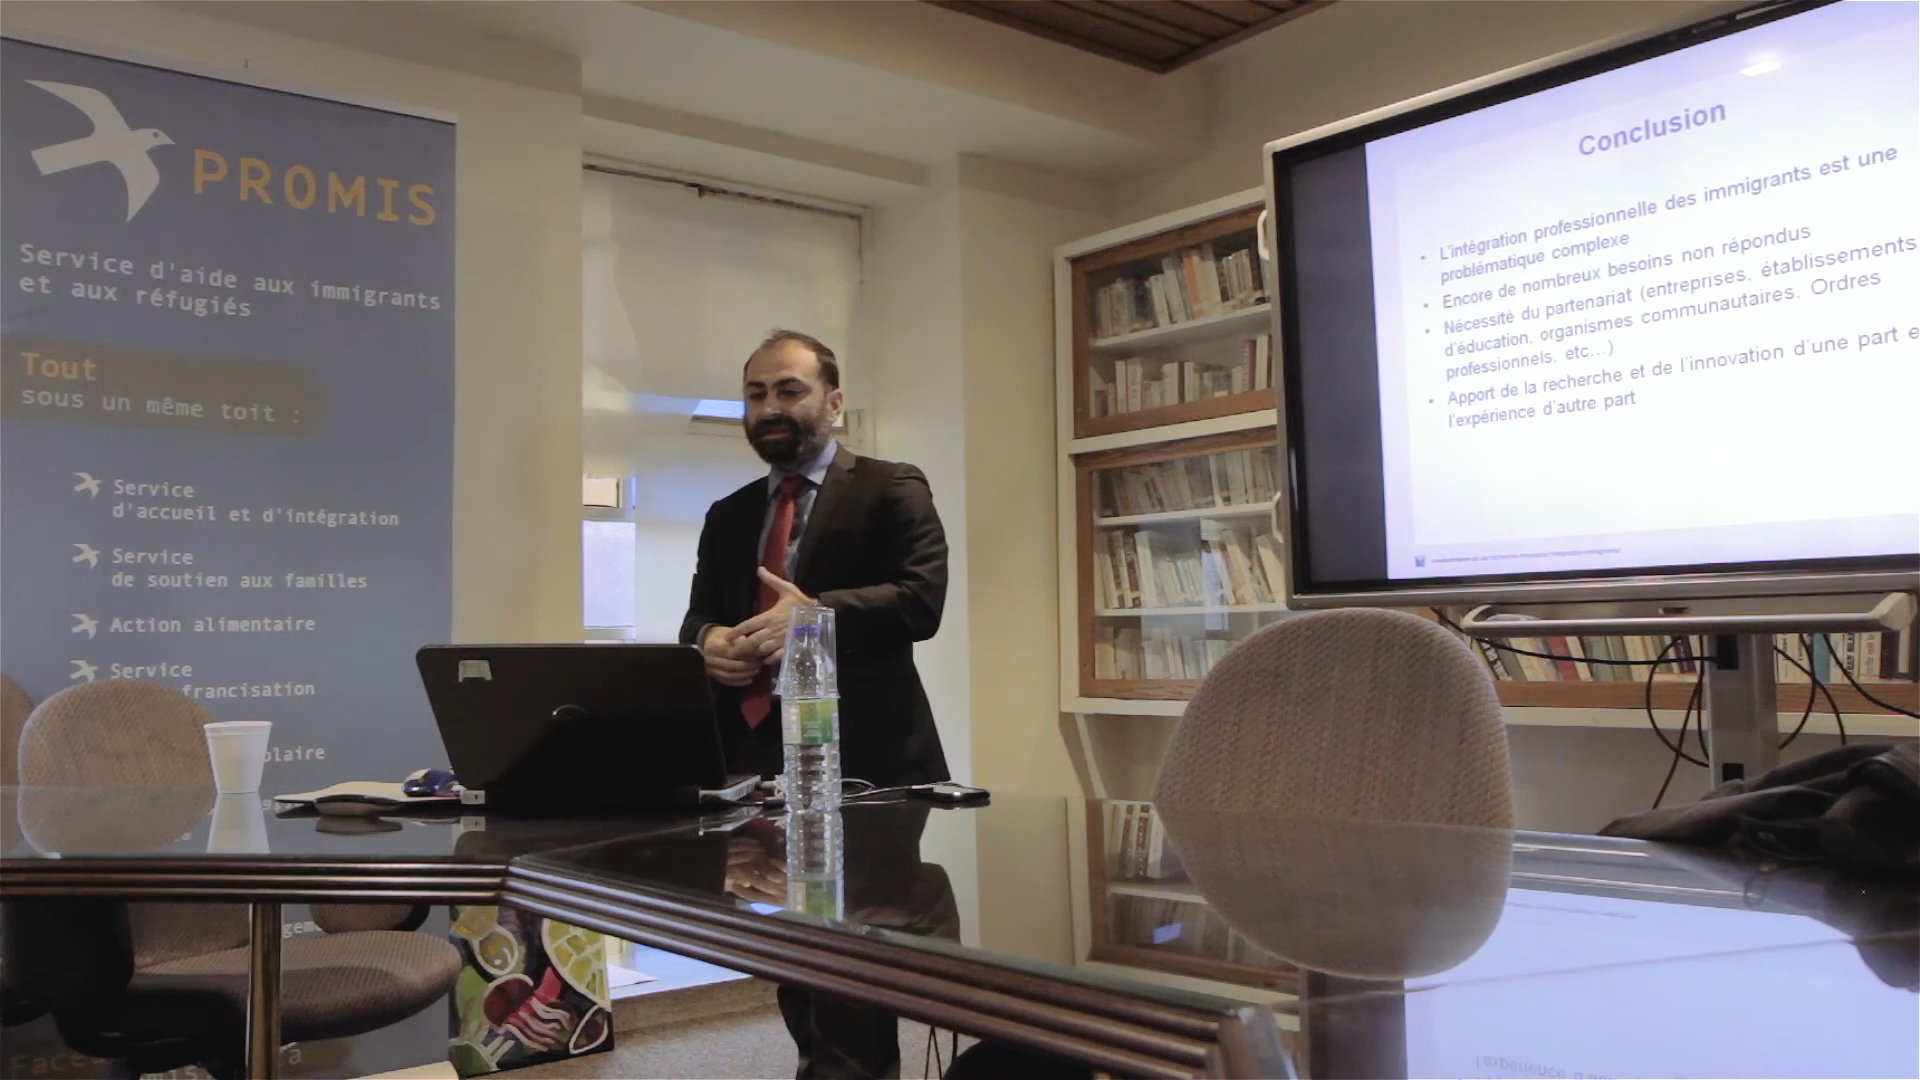 PROMIS
Service d'aide aux immigrants
et aux réfugiés
Tout
sous un même toit :
Service
d'accueil et d'intégration
Service
de soutien aux familles
Action alimentaire
Service
francisation
Conclusion
• L'intégration professionnelle des immigrants est une
problématique complexe
• Encore de nombreux besoins non répondus
• Nécessité du partenariat (entreprises, établissements
d'éducation, organismes communautaires, Ordres
professionnels, etc...)
• Apport de la recherche et de l'innovation d'une part e
l'expérience d'autre part